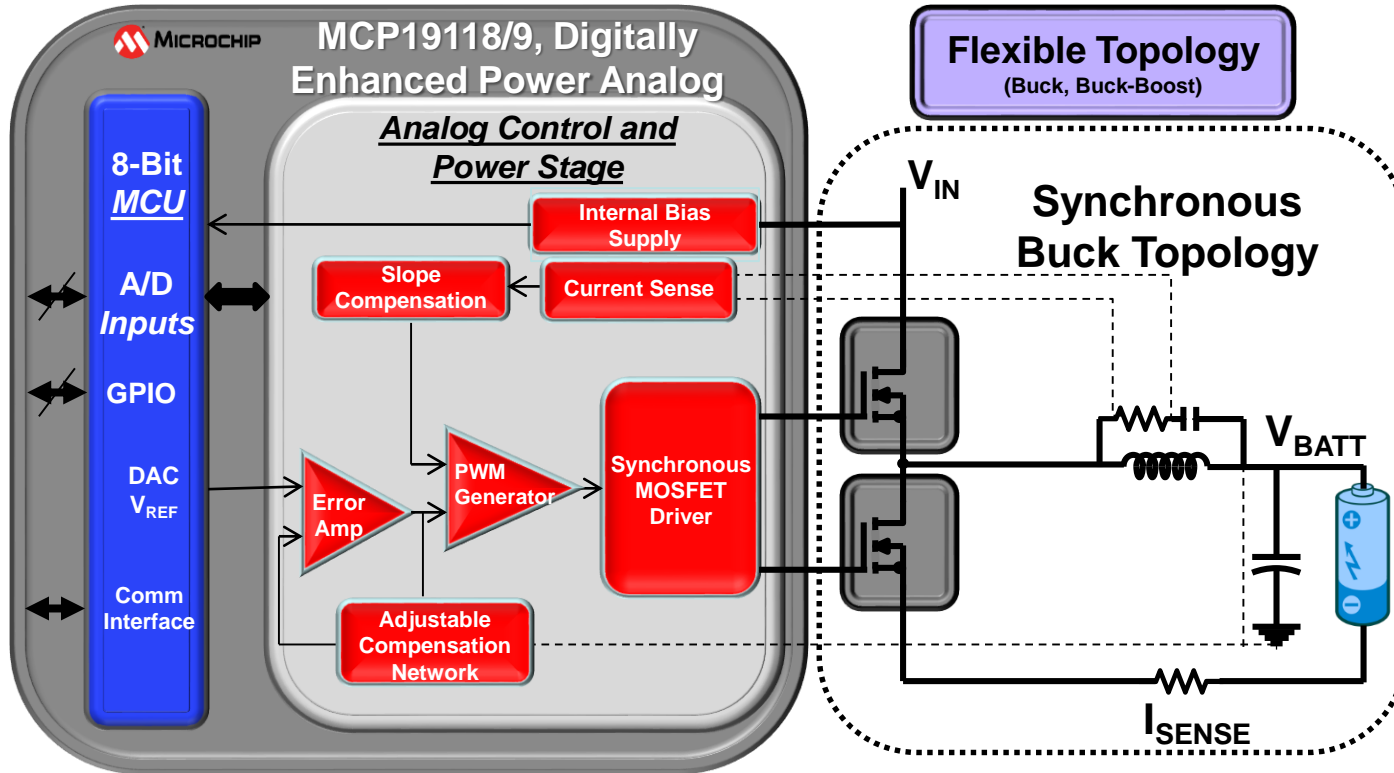 MICROCHIP
MCP19118/9, Digitally
Enhanced Power Analog
Flexible Topology
(Buck, Buck-Boost)
8-Bit
MCU
A/D
Inputs
GPIO
DAC
VREF
Comm
Interface
Analog Control and
Power Stage
Internal Bias
Supply
Slope
Compensation
Current Sense
Error
Amp
PWM
Generator
Synchronous
MOSFET
Driver
Adjustable
Compensation
Network
VIN
Synchronous
Buck Topology
VBATT
ISENSE